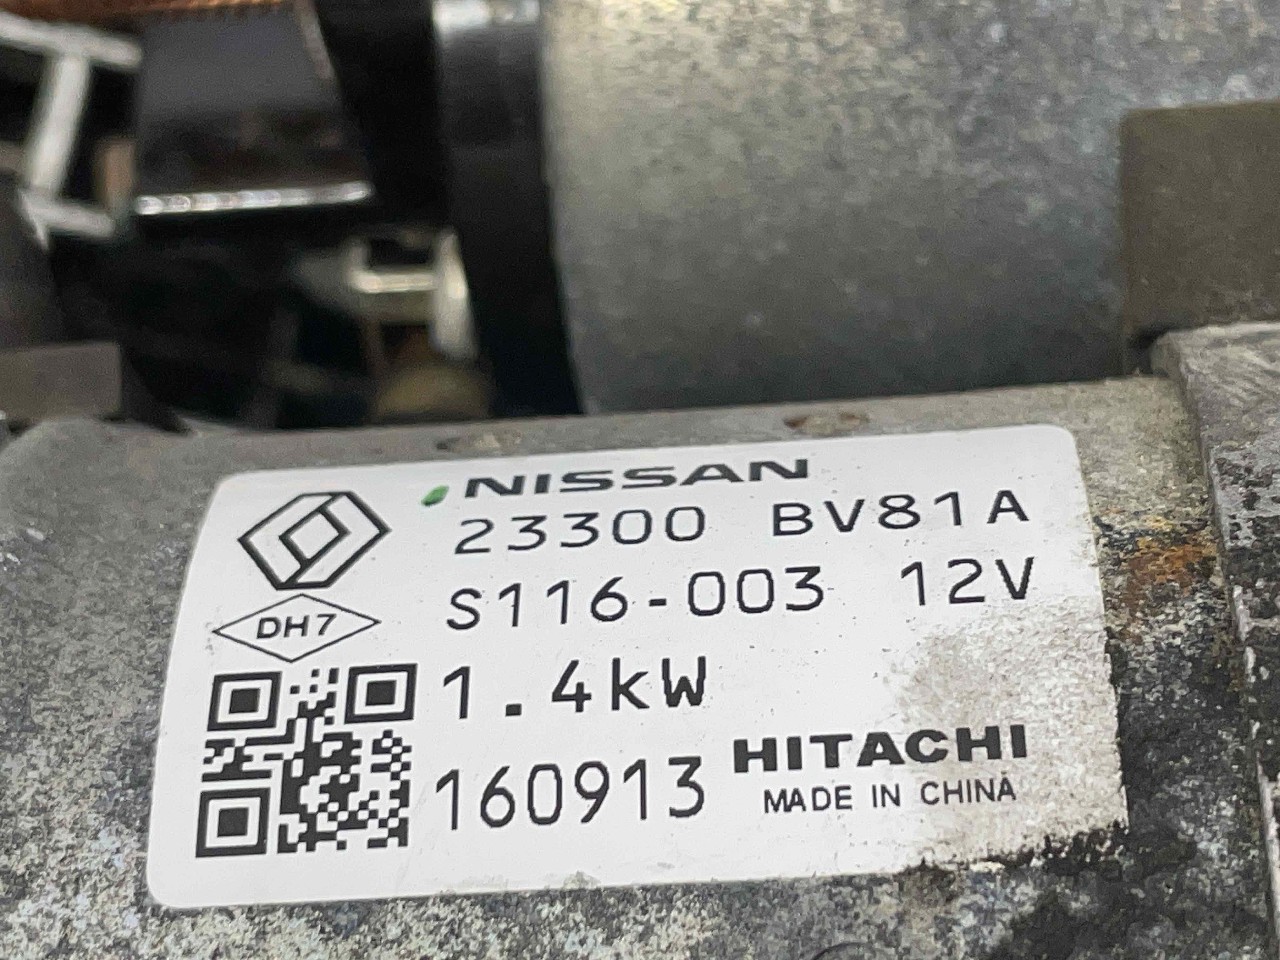 NISSAN
23300 BV81A
S116-003 12V
DH7
1.4kW
160913
HITACHI
MADE IN CHINA